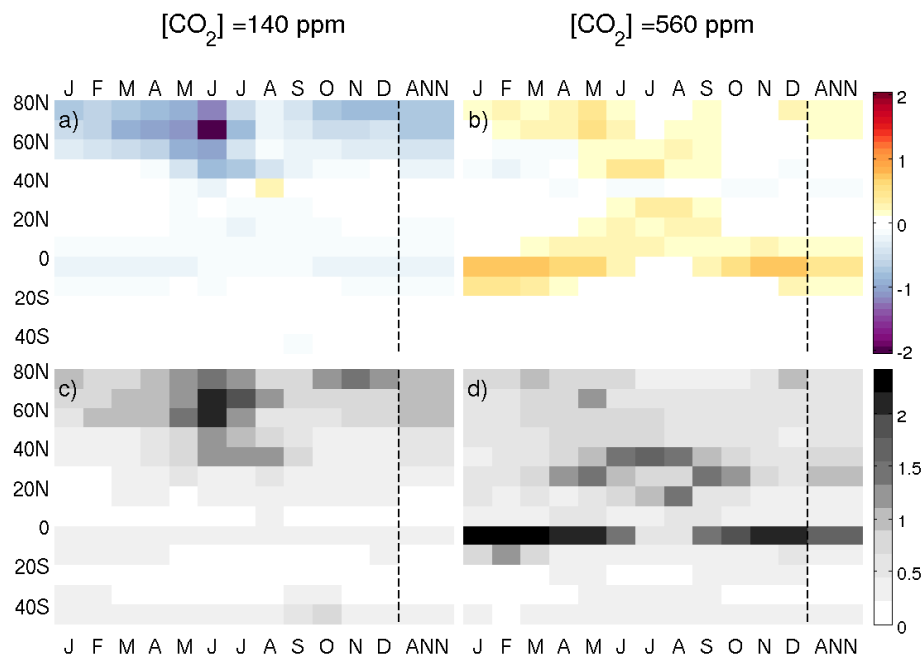 [CO2] =140 ppm [CO2] =560 ppm
J F M A M J J A S O N D ANN J F M A M J J A S O N D ANN
80N
60N
40N
20N
0
20S
40S
a)
b)
2
1
0
-1
-2
80N
60N
40N
20N
0
20S
40S
c)
d)
2
1.5
1
0.5
0
J F M A M J J A S O N D ANN J F M A M J J A S O N D ANN